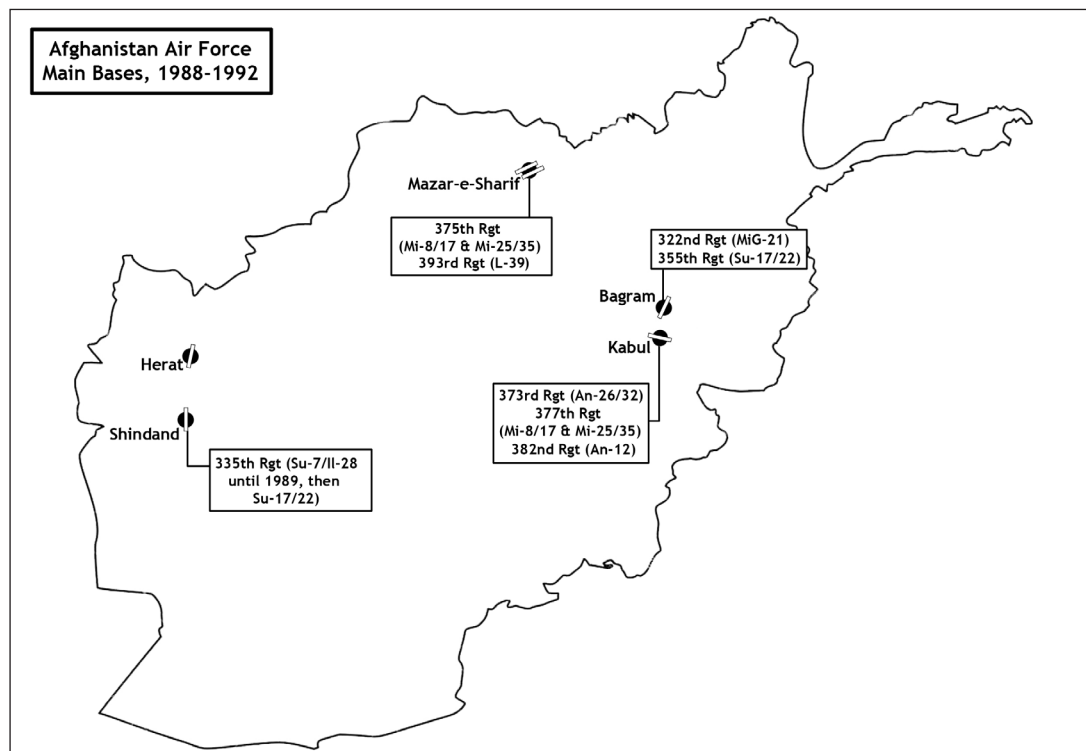 Afghanistan Air Force
Main Bases, 1988-1992
Mazar-e-Sharif
375th Rgt
(Mi-8/17 & Mi-25/35)
393rd Rgt (L-39)
322nd Rgt (MiG-21)
355th Rgt (Su-17/22)
Bagram
Kabul
Herat
Shindand
373rd Rgt (An-26/32)
377th Rgt
(Mi-8/17 & Mi-25/35)
382nd Rgt (An-12)
335th Rgt (Su-7/Il-28
until 1989, then
Su-17/22)